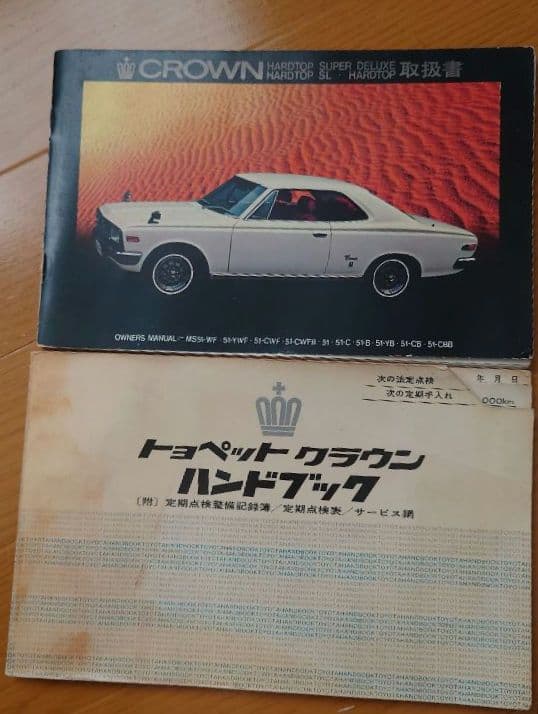 CROWN HARDTOP SUPER DELUXE 取扱書
HARDTOP SL · HARDTOP
OWNERS MANUAL MS51-WF · 51-YWF · 51-CWF · 51-CWFB · 51 · 51-C · 51-B · 51-YB · 51-CB · 51-CBB
次の法定点検 年 月 日
次の定期手入れ 000km
トヨペット クラウン
ハンドブック
〔附〕定期点検整備記録簿/定期点検表/サービス網
TOYOTAHANDBOOKTOYOTAHANDBOOKTOYOTAHANDBOOK